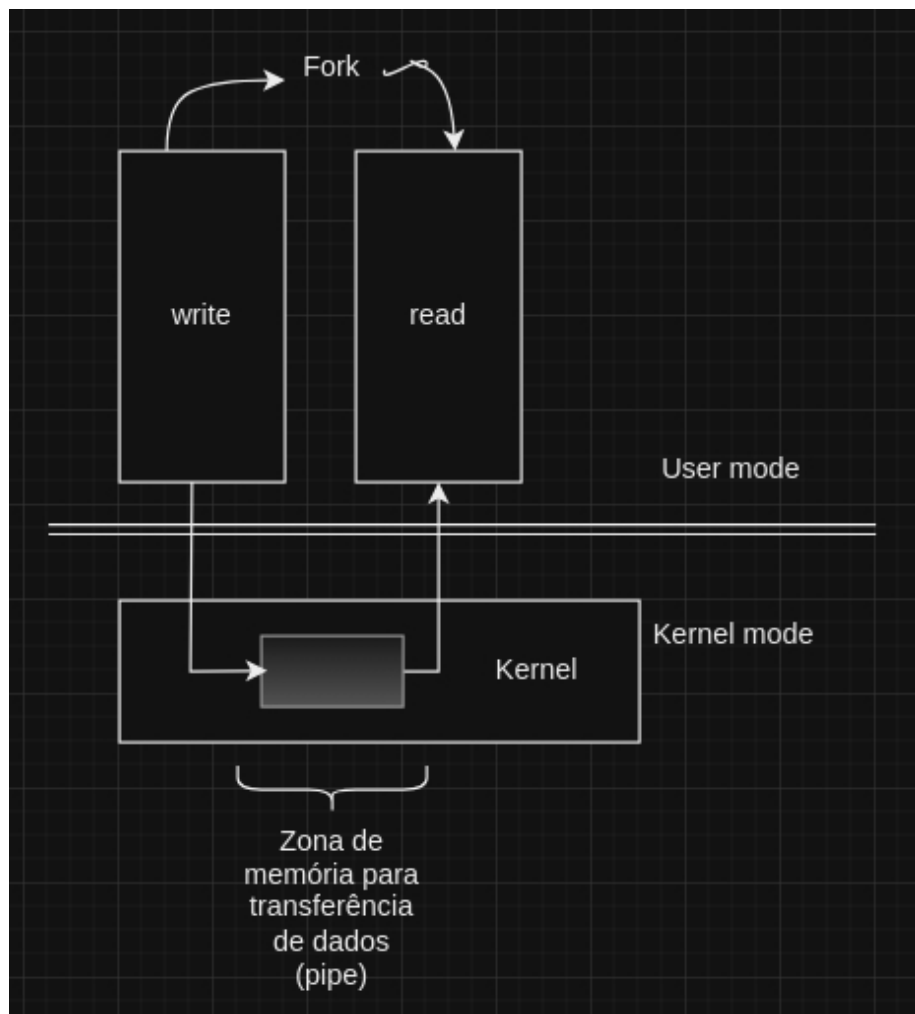 Fork
write
read
User mode
Kernel mode
Kernel
Zona de
memória para
transferência
de dados
(pipe)